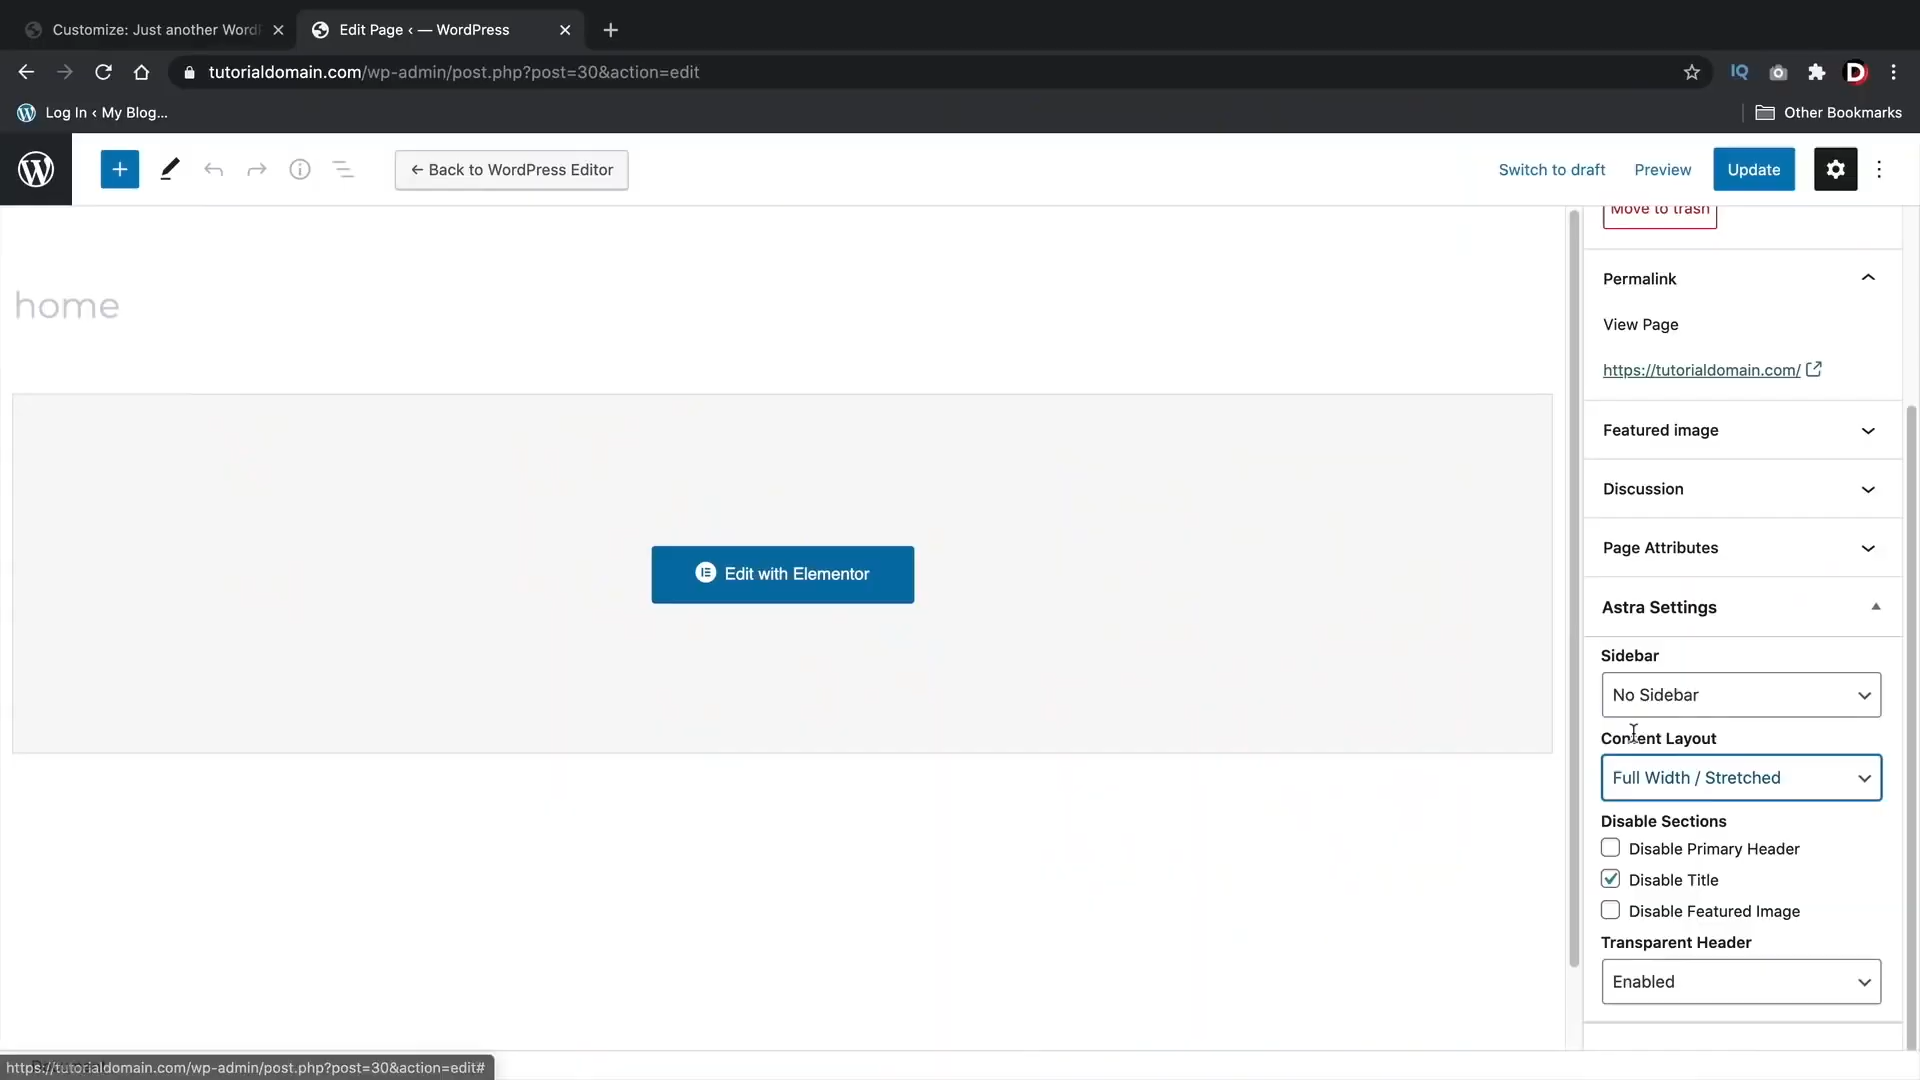 Customize: Just another Word
Edit Page ‹ — WordPress
tutorialdomain.com/wp-admin/post.php?post=30&action=edit
IQ
D
Log In ‹ My Blog...
Other Bookmarks
← Back to WordPress Editor
Switch to draft
Preview
Update
home
Edit with Elementor
Move to trash
Permalink
View Page
https://tutorialdomain.com/
Featured image
Discussion
Page Attributes
Astra Settings
Sidebar
No Sidebar
Content Layout
Full Width / Stretched
Disable Sections
Disable Primary Header
Disable Title
Disable Featured Image
Transparent Header
Enabled
https://tutorialdomain.com/wp-admin/post.php?post=30&action=edit#